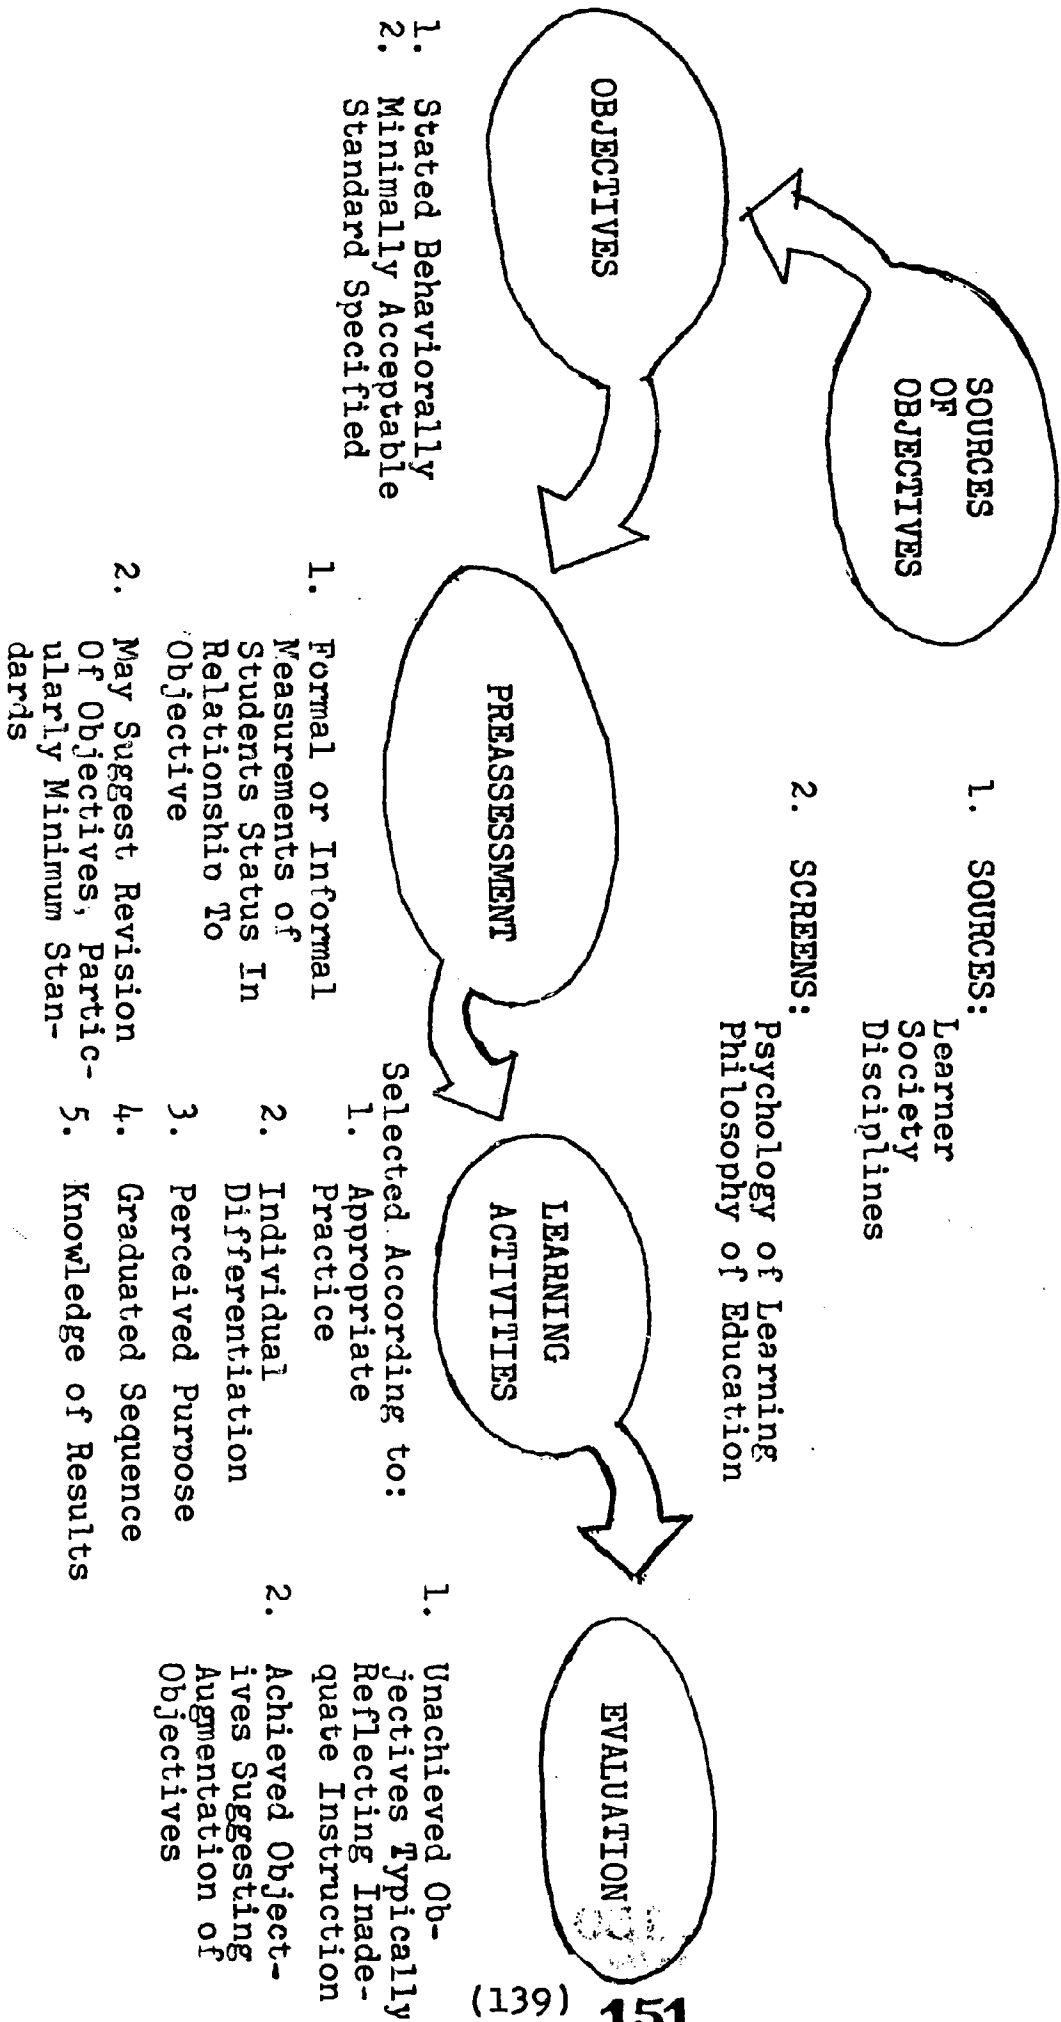 SOURCES
OF
OBJECTIVES
1. SOURCES:
Learner
Society
Disciplines
2. SCREENS:
Psychology of Learning
Philosophy of Education
OBJECTIVES
1. Stated Behaviorally
2. Minimally Acceptable
Standard Specified
PREASSESSMENT
1. Formal or Informal
Measurements of
Students Status In
Relationship To
Objective
2. May Suggest Revision
Of Objectives, Partic-
ularly Minimum Stan-
dards
LEARNING
ACTIVITIES
Selected According to:
1. Appropriate
Practice
2. Individual
Differentiation
3. Perceived Purpose
4. Graduated Sequence
5. Knowledge of Results
EVALUATION
1. Unachieved Ob-
jectives Typically
Reflecting Inade-
quate Instruction
2. Achieved Object-
ives Suggesting
Augmentation of
Objectives
(139)
151